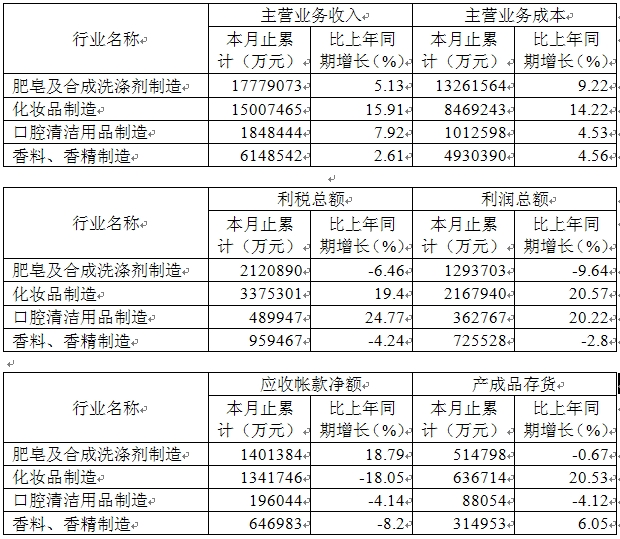 行业名称 主营业务收入 主营业务成本
本月止累计（万元） 比上年同期增长(%) 本月止累计（万元） 比上年同期增长(%)
肥皂及合成洗涤剂制造 17779073 5.13 13261564 9.22
化妆品制造 15007465 15.91 8469243 14.22
口腔清洁用品制造 1848444 7.92 1012598 4.53
香料、香精制造 6148542 2.61 4930390 4.56
行业名称 利税总额 利润总额
本月止累计（万元） 比上年同期增长(%) 本月止累计（万元） 比上年同期增长(%)
肥皂及合成洗涤剂制造 2120890 -6.46 1293703 -9.64
化妆品制造 3375301 19.4 2167940 20.57
口腔清洁用品制造 489947 24.77 362767 20.22
香料、香精制造 959467 -4.24 725528 -2.8
行业名称 应收帐款净额 产成品存货
本月止累计（万元） 比上年同期增长(%) 本月止累计（万元） 比上年同期增长(%)
肥皂及合成洗涤剂制造 1401384 18.79 514798 -0.67
化妆品制造 1341746 -18.05 636714 20.53
口腔清洁用品制造 196044 -4.14 88054 -4.12
香料、香精制造 646983 -8.2 314953 6.05